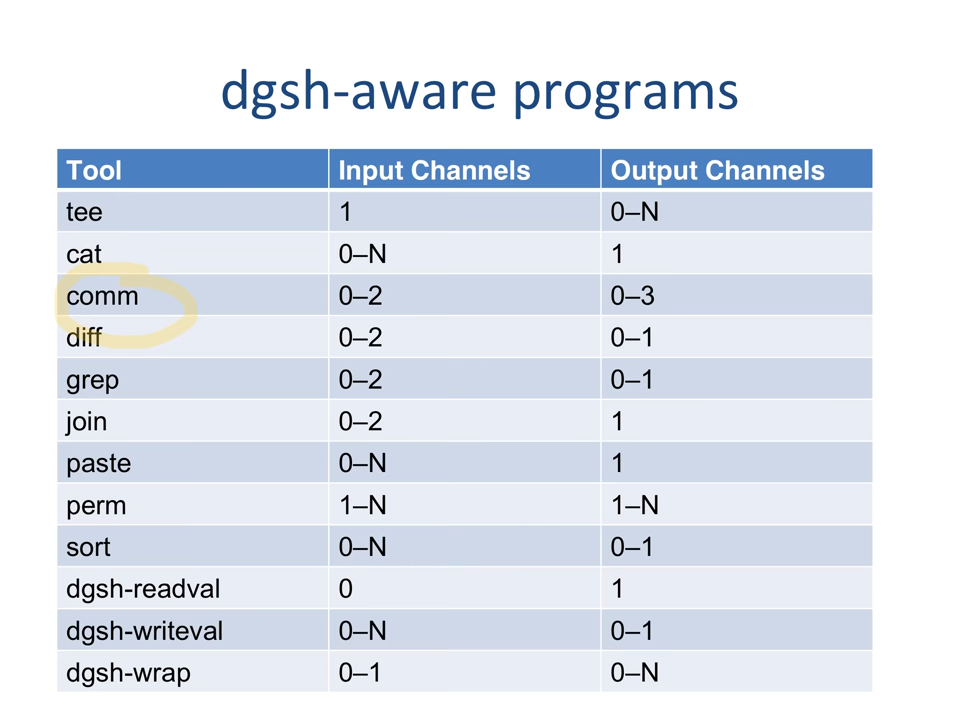 dgsh-aware programs
Tool Input Channels Output Channels
tee 1 0–N
cat 0–N 1
comm 0–2 0–3
diff 0–2 0–1
grep 0–2 0–1
join 0–2 1
paste 0–N 1
perm 1–N 1–N
sort 0–N 0–1
dgsh-readval 0 1
dgsh-writeval 0–N 0–1
dgsh-wrap 0–1 0–N